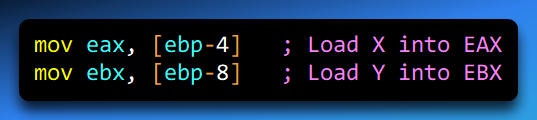 mov eax, [ebp-4]   ; Load X into EAX
mov ebx, [ebp-8]   ; Load Y into EBX